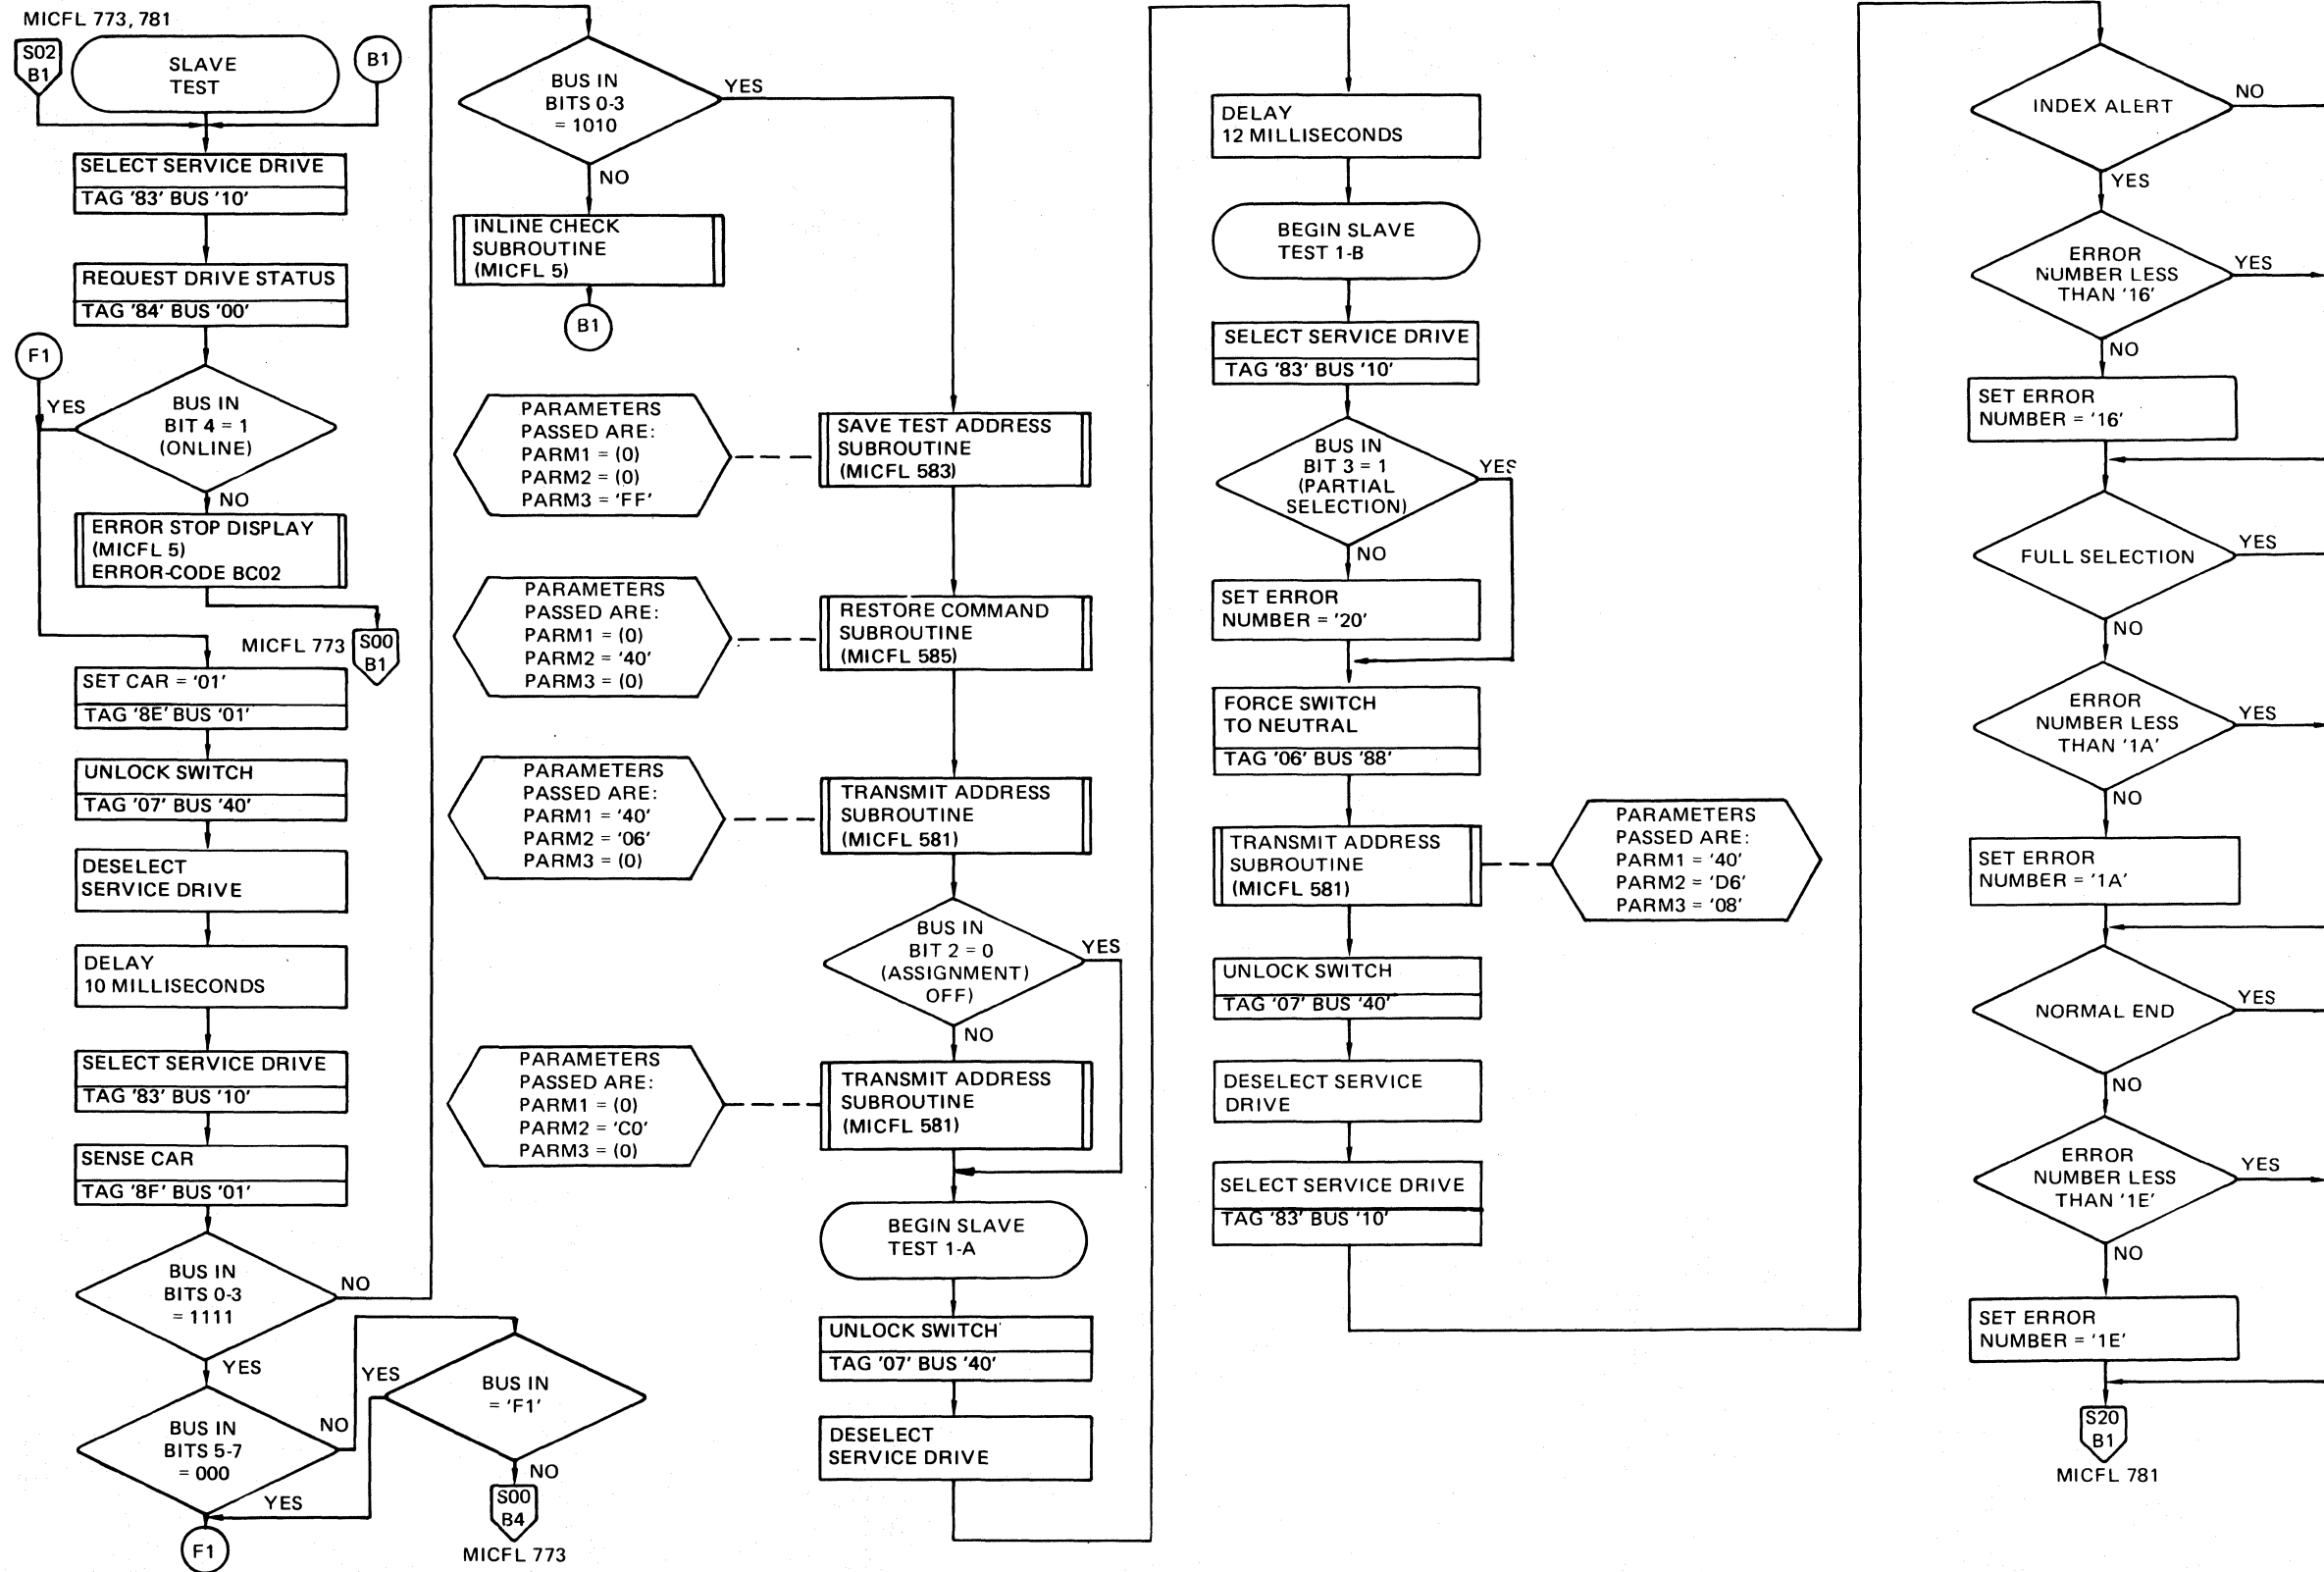 MICFL 773, 781
S02
B1
SLAVE
TEST
B1
SELECT SERVICE DRIVE
TAG '83' BUS '10'
REQUEST DRIVE STATUS
TAG '84' BUS '00'
F1
YES
BUS IN
BIT 4 = 1
(ONLINE)
NO
ERROR STOP DISPLAY
(MICFL 5)
ERROR-CODE BC02
MICFL 773
S00
B1
SET CAR = '01'
TAG '8E' BUS '01'
UNLOCK SWITCH
TAG '07' BUS '40'
DESELECT
SERVICE DRIVE
DELAY
10 MILLISECONDS
SELECT SERVICE DRIVE
TAG '83' BUS '10'
SENSE CAR
TAG '8F' BUS '01'
BUS IN
BITS 0-3
= 1111
NO
YES
BUS IN
BITS 5-7
= 000
NO
YES
F1
YES
BUS IN
= 'F1'
NO
S00
B4
MICFL 773
BUS IN
BITS 0-3
= 1010
YES
NO
INLINE CHECK
SUBROUTINE
(MICFL 5)
B1
PARAMETERS
PASSED ARE:
PARM1 = (0)
PARM2 = (0)
PARM3 = 'FF'
SAVE TEST ADDRESS
SUBROUTINE
(MICFL 583)
PARAMETERS
PASSED ARE:
PARM1 = (0)
PARM2 = '40'
PARM3 = (0)
RESTORE COMMAND
SUBROUTINE
(MICFL 585)
PARAMETERS
PASSED ARE:
PARM1 = '40'
PARM2 = '06'
PARM3 = (0)
TRANSMIT ADDRESS
SUBROUTINE
(MICFL 581)
BUS IN
BIT 2 = 0
(ASSIGNMENT
OFF)
YES
NO
PARAMETERS
PASSED ARE:
PARM1 = (0)
PARM2 = 'C0'
PARM3 = (0)
TRANSMIT ADDRESS
SUBROUTINE
(MICFL 581)
BEGIN SLAVE
TEST 1-A
UNLOCK SWITCH
TAG '07' BUS '40'
DESELECT
SERVICE DRIVE
DELAY
12 MILLISECONDS
BEGIN SLAVE
TEST 1-B
SELECT SERVICE DRIVE
TAG '83' BUS '10'
BUS IN
BIT 3 = 1
(PARTIAL
SELECTION)
YES
NO
SET ERROR
NUMBER = '20'
FORCE SWITCH
TO NEUTRAL
TAG '06' BUS '88'
TRANSMIT ADDRESS
SUBROUTINE
(MICFL 581)
PARAMETERS
PASSED ARE:
PARM1 = '40'
PARM2 = 'D6'
PARM3 = '08'
UNLOCK SWITCH
TAG '07' BUS '40'
DESELECT SERVICE
DRIVE
SELECT SERVICE DRIVE
TAG '83' BUS '10'
INDEX ALERT
NO
YES
ERROR
NUMBER LESS
THAN '16'
YES
NO
SET ERROR
NUMBER = '16'
FULL SELECTION
YES
NO
ERROR
NUMBER LESS
THAN '1A'
YES
NO
SET ERROR
NUMBER = '1A'
NORMAL END
YES
NO
ERROR
NUMBER LESS
THAN '1E'
YES
NO
SET ERROR
NUMBER = '1E'
S20
B1
MICFL 781